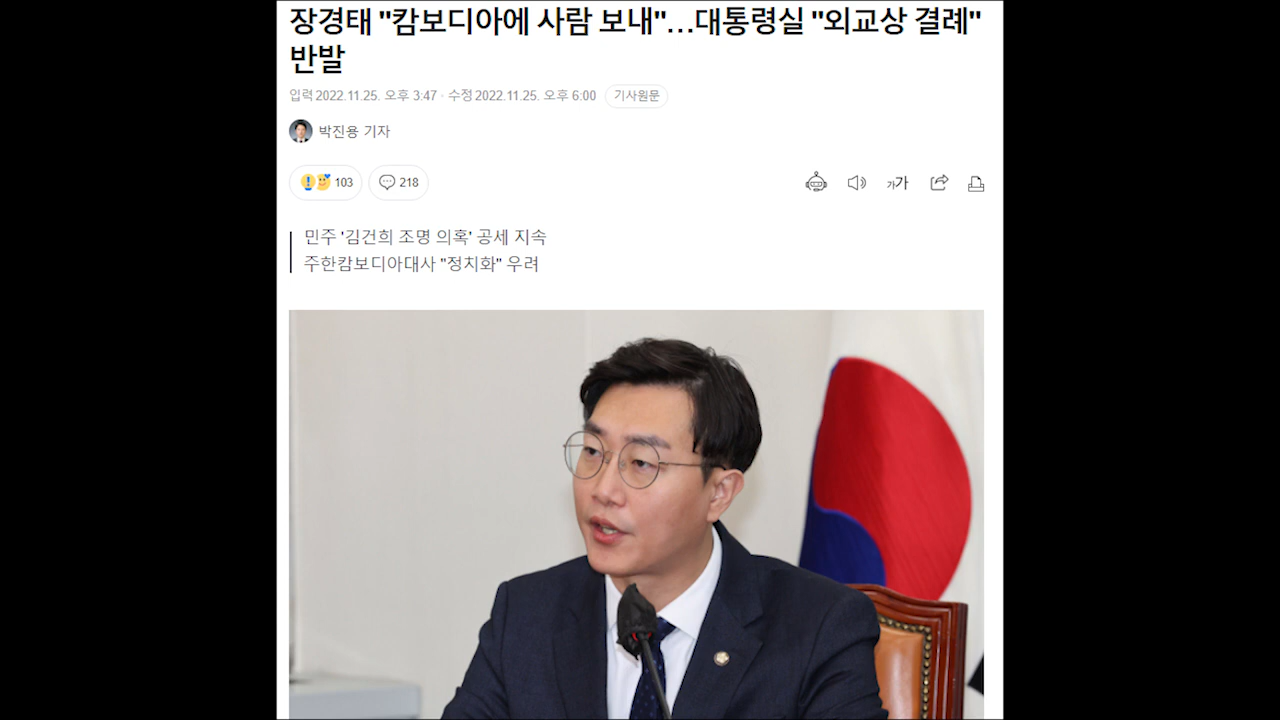 장경태 "캄보디아에 사람 보내"…대통령실 "외교상 결례"
반발
입력 2022.11.25. 오후 3:47 · 수정 2022.11.25. 오후 6:00 기사원문
박진용 기자
103 218 가가
민주 '김건희 조명 의혹' 공세 지속
주한캄보디아대사 "정치화" 우려